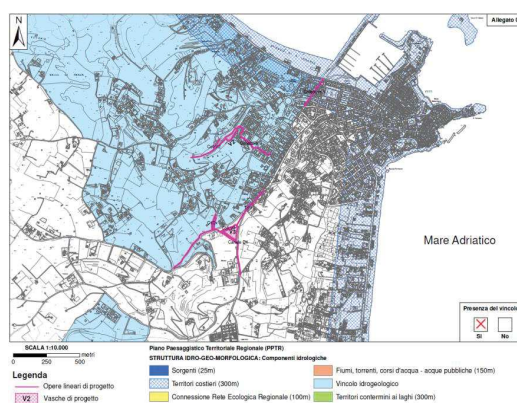 N
Allegato
Mare Adriatico
Presenza del vincolo
Si
No
SCALA 1:10.000
0
250
500
metri
Legenda
Opere lineari di progetto
V2
Vasche di progetto
Piano Paesaggistico Territoriale Regionale (PPTR)
STRUTTURA IDRO-GEO-MORFOLOGICA: Componenti idrologiche
Sorgenti (25m)
Territori costieri (300m)
Connessione Rete Ecologica Regionale (100m)
Fiumi, torrenti, corsi d'acqua - acque pubbliche (150m)
Vincolo idrogeologico
Territori contermini ai laghi (300m)